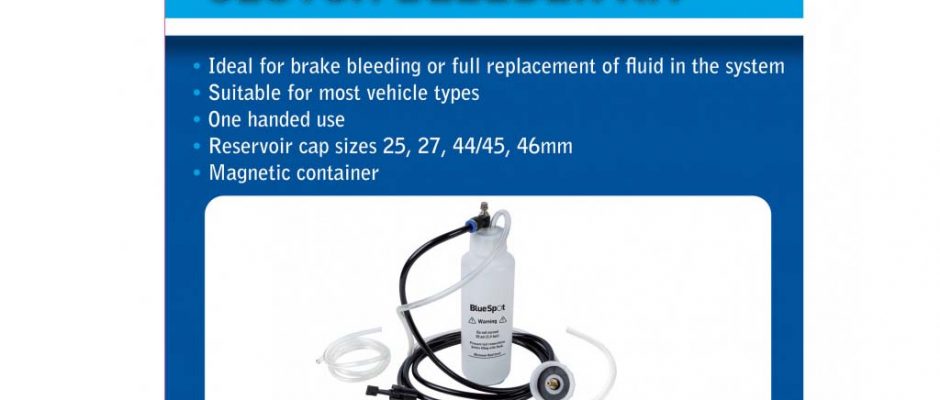 • Ideal for brake bleeding or full replacement of fluid in the system
• Suitable for most vehicle types
• One handed use
• Reservoir cap sizes 25, 27, 44/45, 46mm
• Magnetic container
BlueSpot
Warning